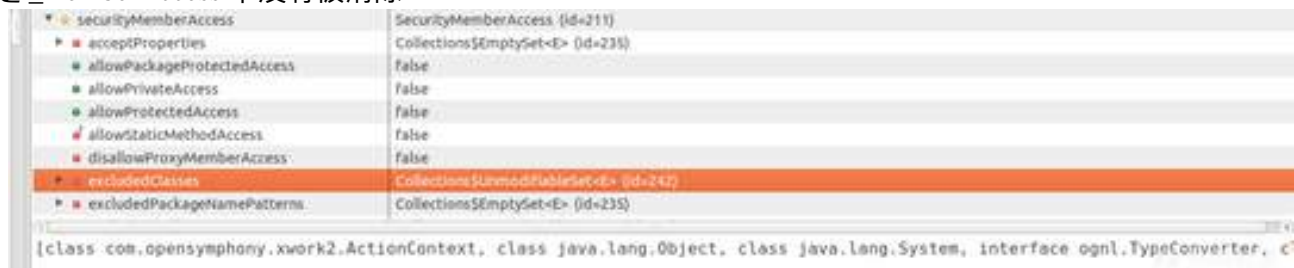 securityMemberAccess SecurityMemberAccess (id=211)
acceptProperties Collections$EmptySet<E> (id=235)
allowPackageProtectedAccess false
allowPrivateAccess false
allowProtectedAccess false
allowStaticMethodAccess false
disallowProxyMemberAccess false
excludedClasses Collections$UnmodifiableSet<E> (id=242)
excludedPackageNamePatterns Collections$EmptySet<E> (id=235)
[class com.opensymphony.xwork2.ActionContext, class java.lang.Object, class java.lang.System, interface ognl.TypeConverter,